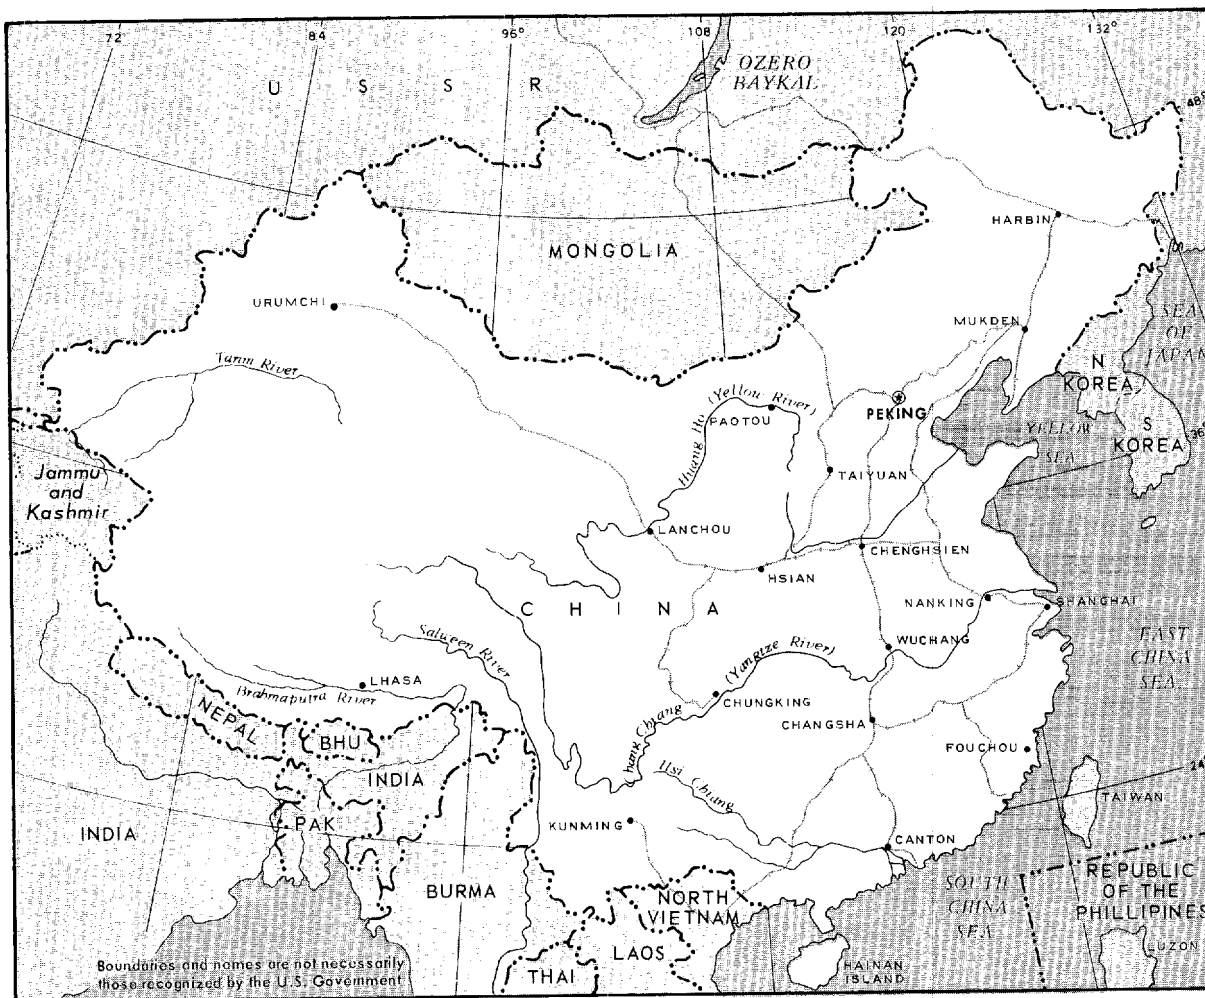 72
84
96°
108
120
132°
OZERO
BAYKAL
U S S R
48°
HARBIN
MONGOLIA
URUMCHI
SEA
OF
JAPAN
MUKDEN
Tarim River
N
KOREA
Huang Ho (Yellow River)
PAOTOU
PEKING
YELLOW
SEA
S
KOREA
36°
Jammu
and
Kashmir
TAIYUAN
LANCHOU
CHENGHSIEN
HSIAN
CHINA
NANKING
SHANGHAI
Salween River
WUCHANG
EAST
CHINA
SEA
Chang Chiang (Yangtze River)
LHASA
Brahmaputra River
CHUNGKING
CHANGSHA
NEPAL
BHU
FOUCHOU
INDIA
Hsi Chiang
24
TAIWAN
INDIA
PAK
KUNMING
CANTON
BURMA
NORTH
VIETNAM
SOUTH
CHINA
SEA
REPUBLIC
OF THE
PHILLIPINES
LAOS
THAI
HAINAN
ISLAND
LUZON
Boundaries and names are not necessarily
those recognized by the U.S. Government